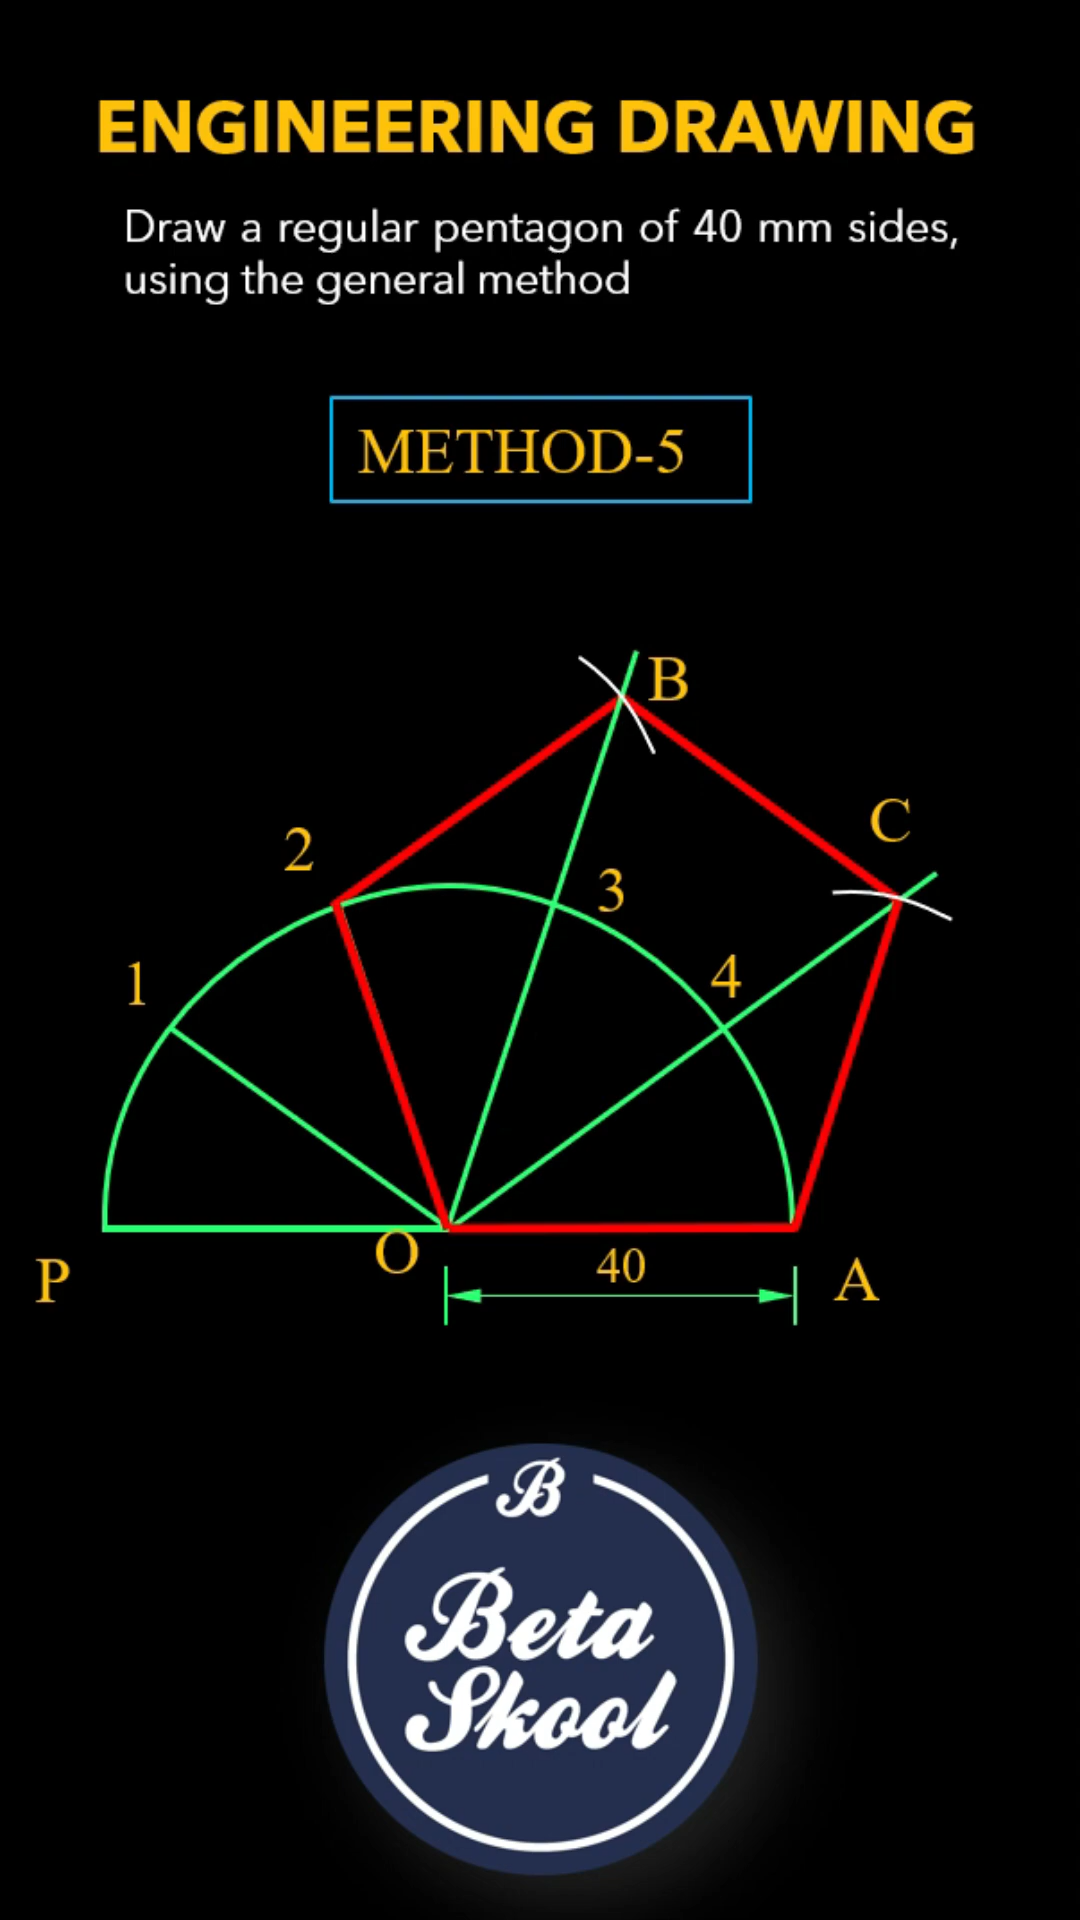 ENGINEERING DRAWING
Draw a regular pentagon of 40 mm sides,
using the general method
METHOD-5
B
C
2
3
4
1
O
40
P
A
B
Beta
Skool